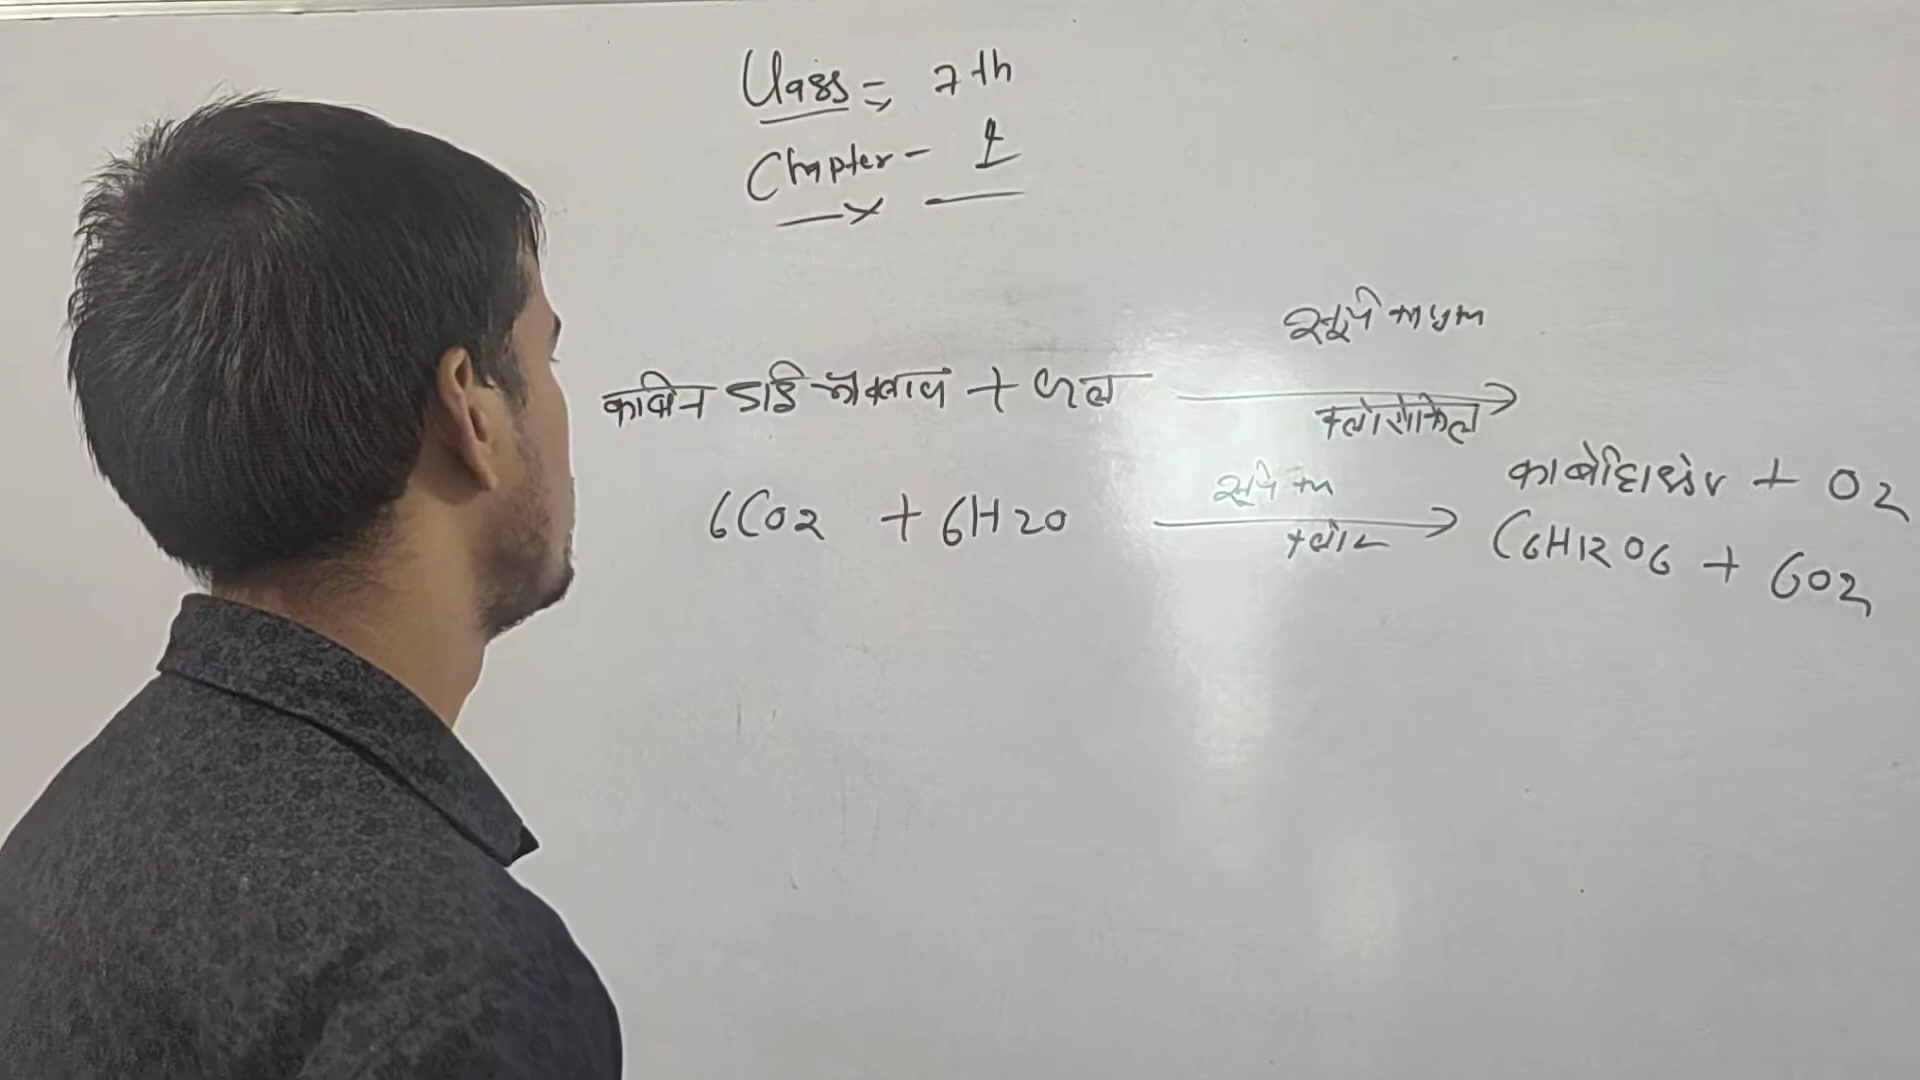 Class = 7th
Chapter - 1
कार्बन डाई ऑक्साइड + जल
सूर्य प्रकाश
क्लोरोफिल
कार्बोहाइड्रेट + O2
6CO2 + 6H2O
सूर्य प्र
क्लोर
C6H12O6 + 6O2